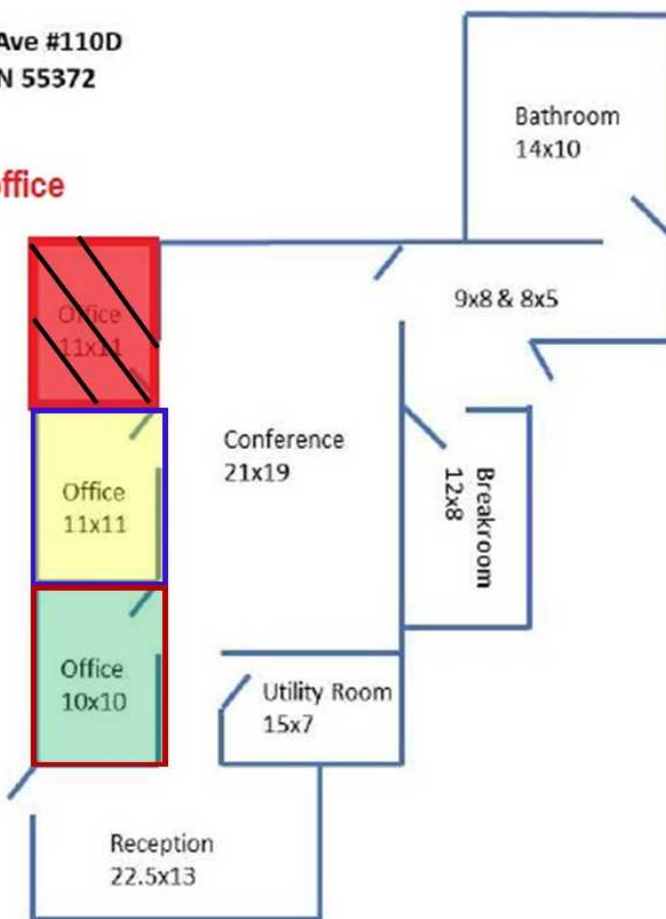 Ave #110D
N 55372
office
Bathroom
14x10
Office
11x11
9x8 & 8x5
Conference
21x19
Office
11x11
Breakroom
12x8
Office
10x10
Utility Room
15x7
Reception
22.5x13